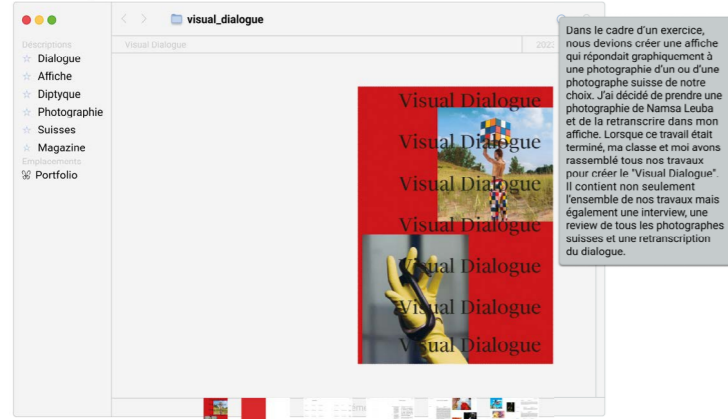 visual_dialogue
Descriptions
Dialogue
Affiche
Diptyque
Photographie
Suisses
Magazine
Emplacements
Portfolio
Visual Dialogue
Visual Dialogue
Visual Dialogue
Visual Dialogue
Visual Dialogue
Visual Dialogue
Visual Dialogue
Visual Dialogue
Dans le cadre d'un exercice,
nous devions créer une affiche
qui répondait graphiquement à
une photographie d'un ou d'une
photographe suisse de notre
choix. J'ai décidé de prendre une
photographie de Namsa Leuba
et de la retranscrire dans mon
affiche. Lorsque ce travail était
terminé, ma classe et moi avons
rassemblé tous nos travaux
pour créer le "Visual Dialogue".
Il contient non seulement
l'ensemble de nos travaux mais
également une interview, une
review de tous les photographes
suisses et une retranscription
du dialogue.